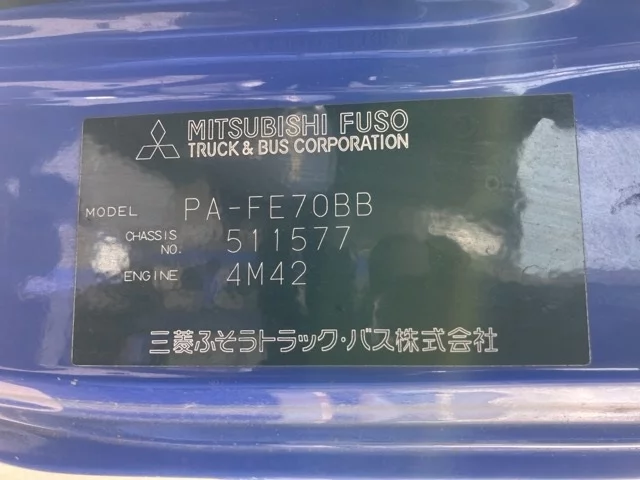 MITSUBISHI FUSO
TRUCK & BUS CORPORATION
MODEL PA-FE70BB
CHASSIS NO. 511577
ENGINE 4M42
三菱ふそうトラック・バス株式会社